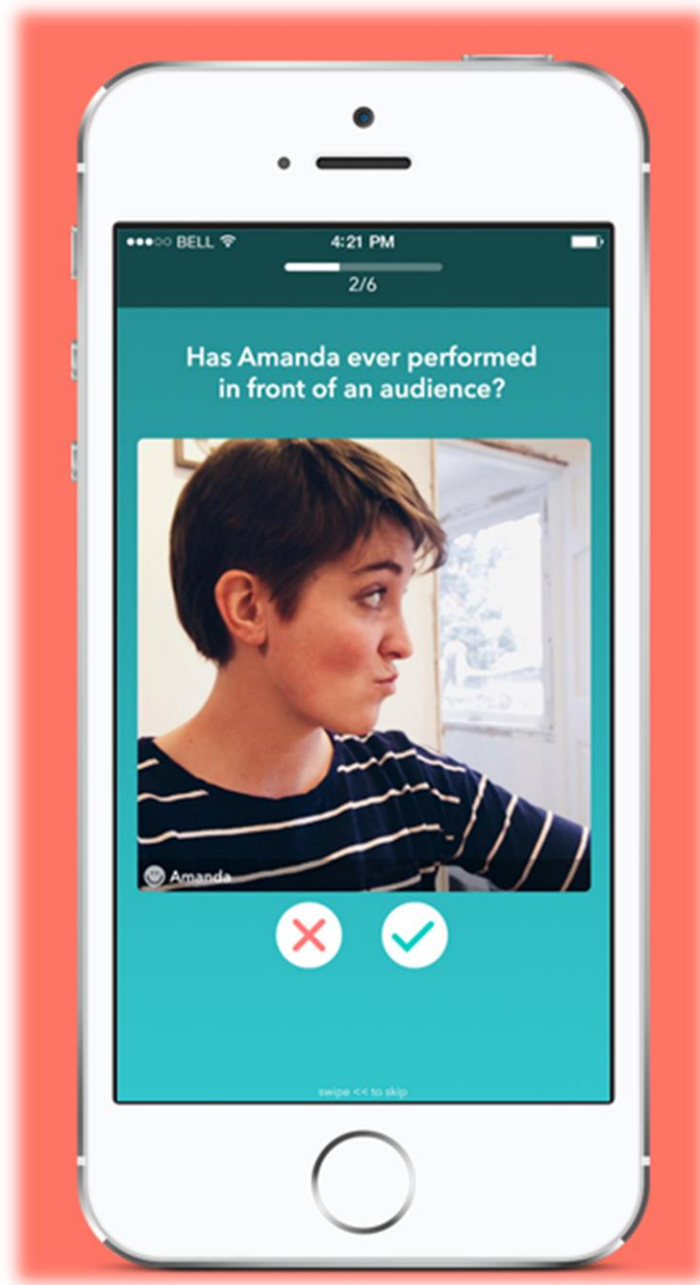 BELL 4:21 PM
2/6
Has Amanda ever performed
in front of an audience?
Amanda
swipe << to skip